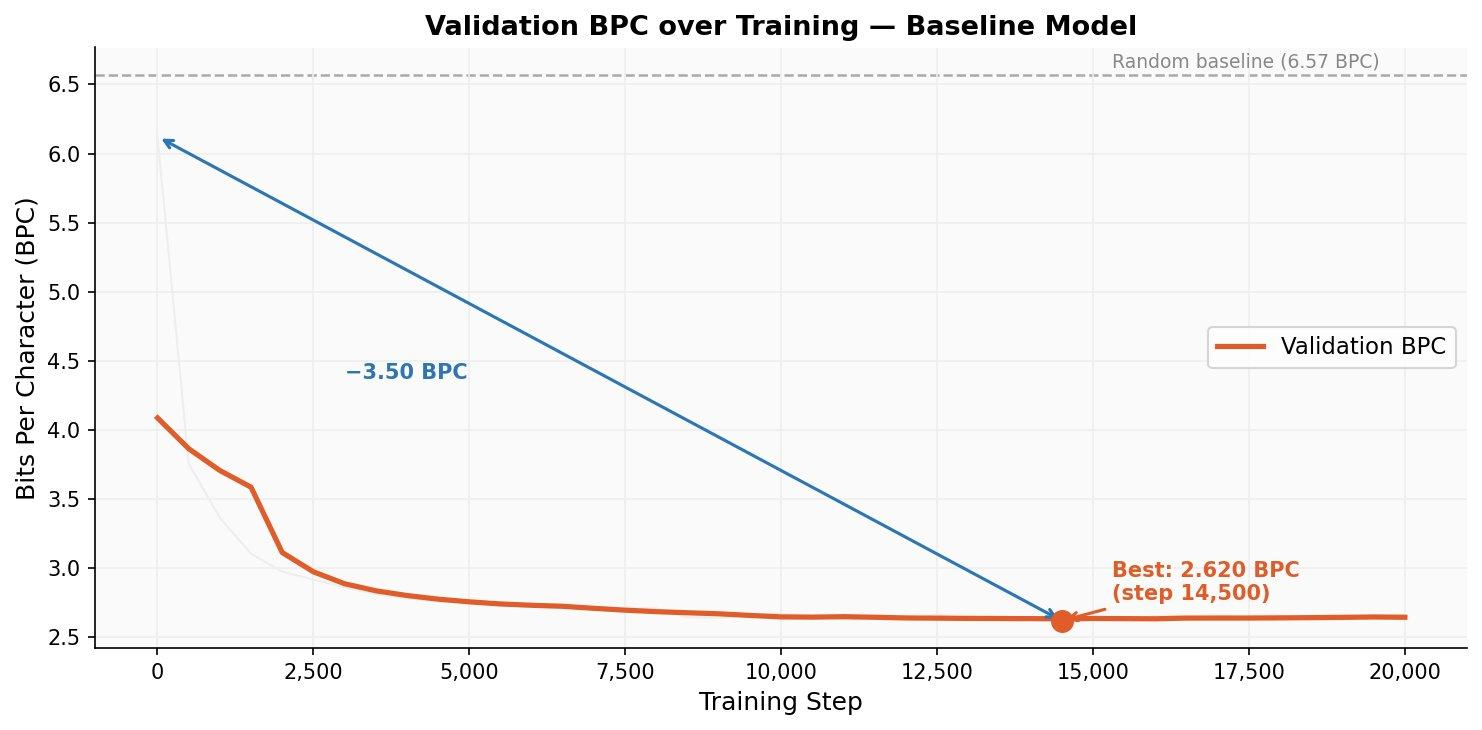 Validation BPC over Training — Baseline Model
Random baseline (6.57 BPC)
6.5
6.0
5.5
5.0
4.5
4.0
3.5
3.0
2.5
Bits Per Character (BPC)
Validation BPC
−3.50 BPC
Best: 2.620 BPC
(step 14,500)
0
2,500
5,000
7,500
10,000
12,500
15,000
17,500
20,000
Training Step